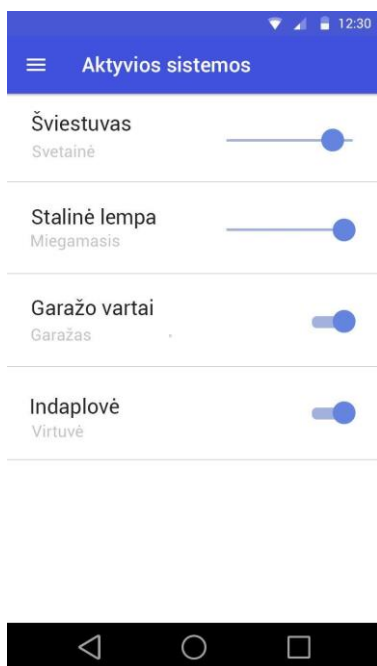 12:30
Aktyvios sistemos
Šviestuvas
Svetainė
Stalinė lempa
Miegamasis
Garažo vartai
Garažas
Indaplovė
Virtuvė